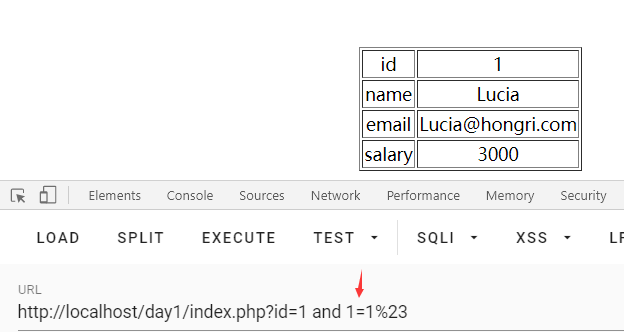 id 1
name Lucia
email Lucia@hongri.com
salary 3000
Elements Console Sources Network Performance Memory Security
LOAD SPLIT EXECUTE TEST SQLI XSS LF
URL
http://localhost/day1/index.php?id=1 and 1=1%23